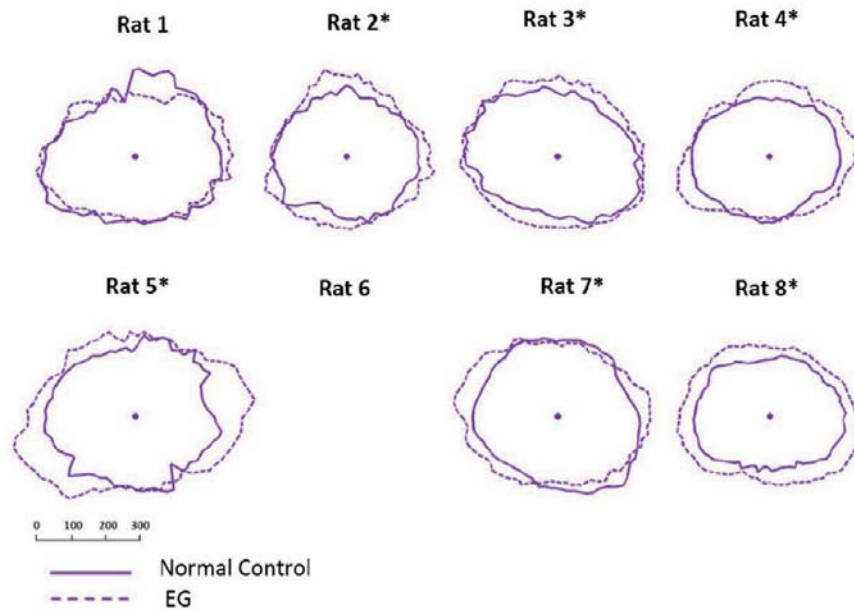 Rat 1 Rat 2* Rat 3* Rat 4*
Rat 5* Rat 6 Rat 7* Rat 8*
0 100 200 300
Normal Control
EG